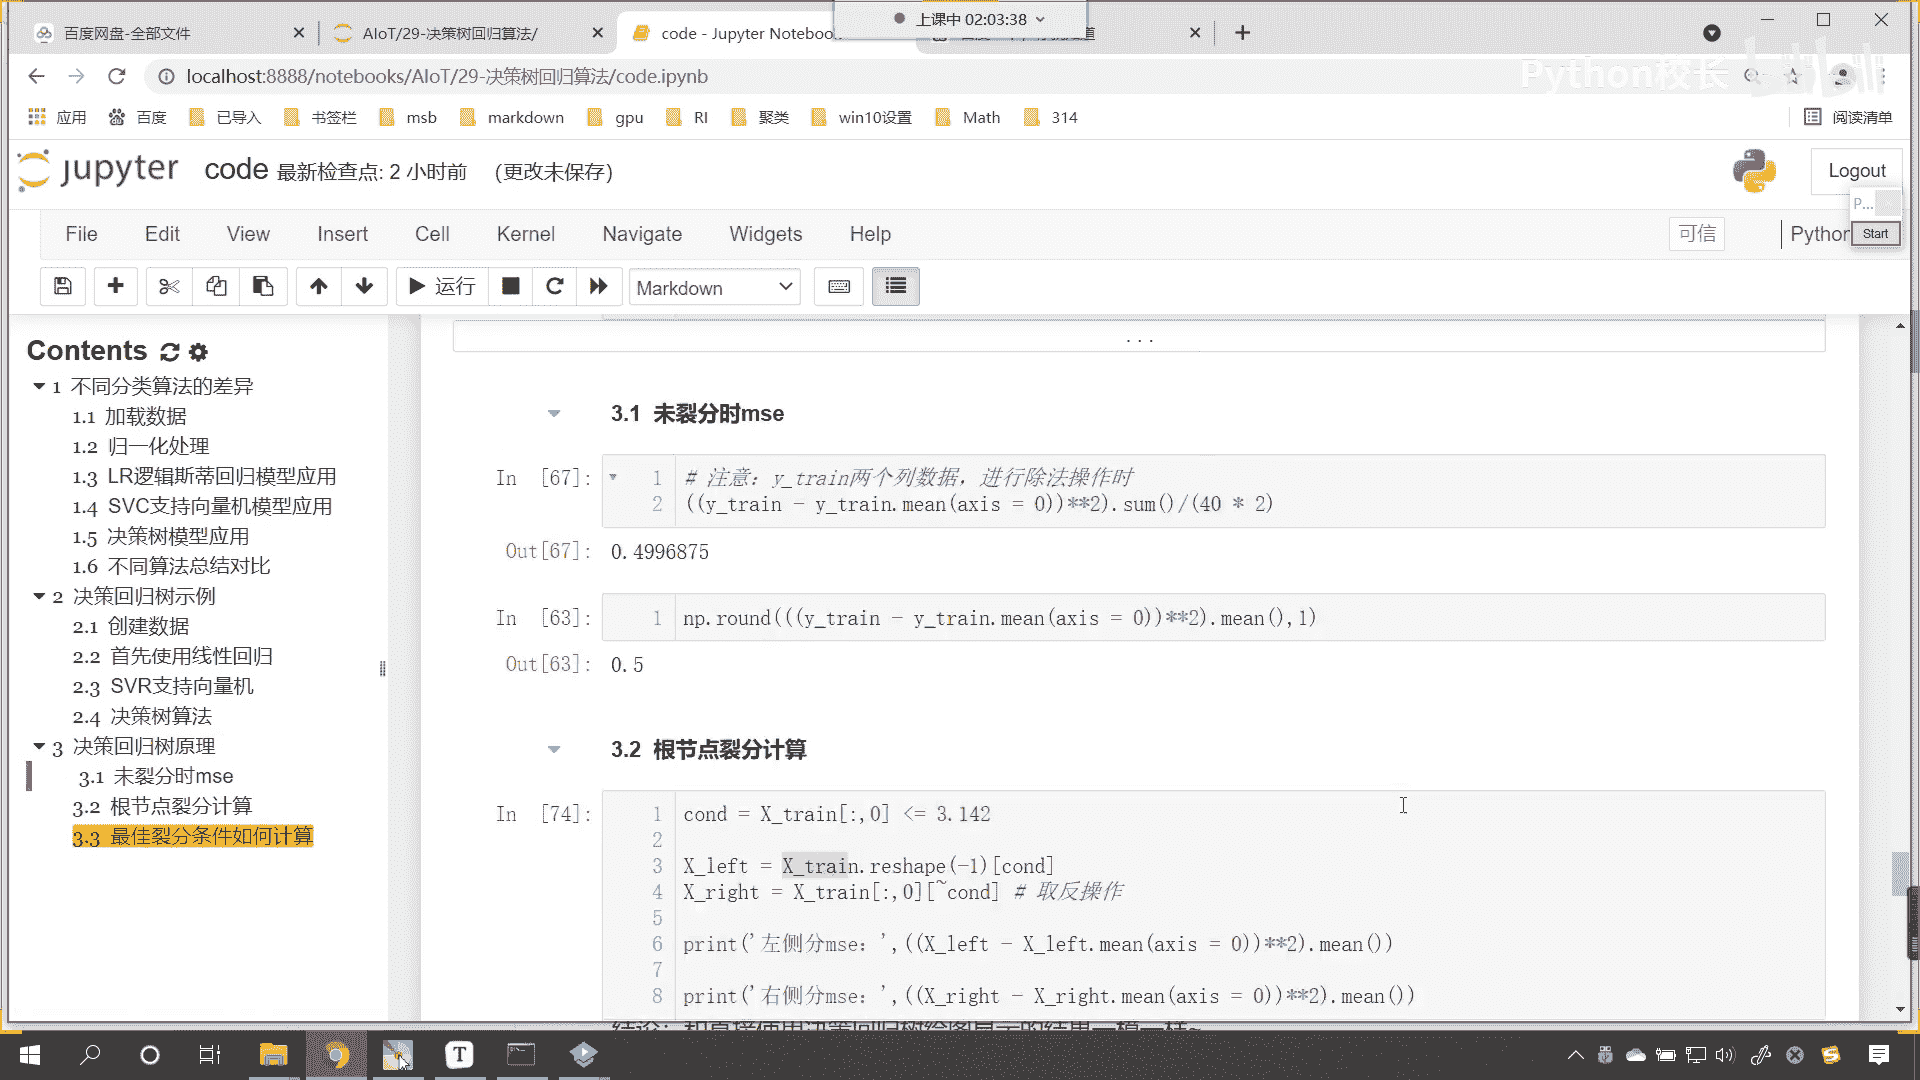 上课中 02:03:38
百度网盘-全部文件
AIoT/29-决策树回归算法/
code - Jupyter Notebook
localhost:8888/notebooks/AIoT/29-决策树回归算法/code.ipynb
Python校长
应用
百度
已导入
书签栏
msb
markdown
gpu
RI
聚类
win10设置
Math
314
阅读清单
jupyter
code 最新检查点: 2 小时前 (更改未保存)
Logout
P...
File Edit View Insert Cell Kernel Navigate Widgets Help
可信
Python
Start
运行
Markdown
Contents
1 不同分类算法的差异
1.1 加载数据
1.2 归一化处理
1.3 LR逻辑斯蒂回归模型应用
1.4 SVC支持向量机模型应用
1.5 决策树模型应用
1.6 不同算法总结对比
2 决策回归树示例
2.1 创建数据
2.2 首先使用线性回归
2.3 SVR支持向量机
2.4 决策树算法
3 决策回归树原理
3.1 未裂分时mse
3.2 根节点裂分计算
3.3 最佳裂分条件如何计算
...
3.1 未裂分时mse
In [67]:
1 # 注意：y_train两个列数据，进行除法操作时
2 ((y_train - y_train.mean(axis = 0))**2).sum()/(40 * 2)
Out[67]: 0.4996875
In [63]:
1 np.round(((y_train - y_train.mean(axis = 0))**2).mean(),1)
Out[63]: 0.5
3.2 根节点裂分计算
In [74]:
1 cond = X_train[:,0] <= 3.142
2
3 X_left = X_train.reshape(-1)[cond]
4 X_right = X_train[:,0][~cond] # 取反操作
5
6 print('左侧分mse：',((X_left - X_left.mean(axis = 0))**2).mean())
7
8 print('右侧分mse：',((X_right - X_right.mean(axis = 0))**2).mean())